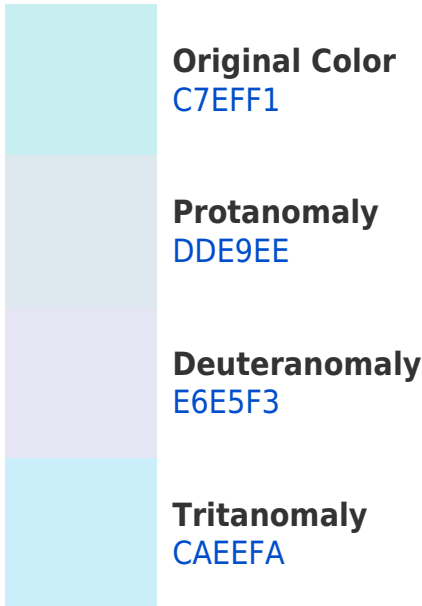 Original Color
C7EFF1
Protanomaly
DDE9EE
Deuteranomaly
E6E5F3
Tritanomaly
CAEEFA